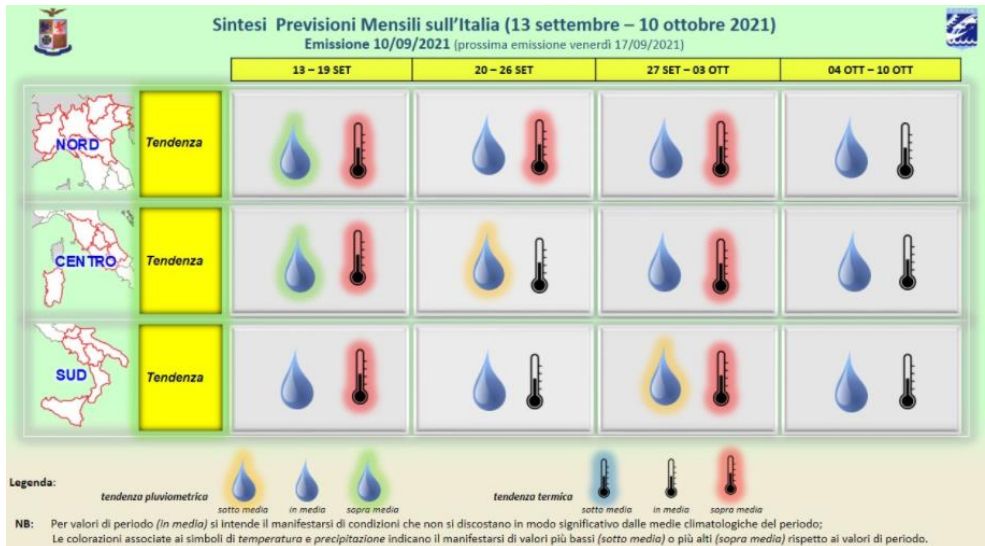 Sintesi Previsioni Mensili sull'Italia (13 settembre – 10 ottobre 2021)
Emissione 10/09/2021 (prossima emissione venerdì 17/09/2021)
13 – 19 SET 20 – 26 SET 27 SET – 03 OTT 04 OTT – 10 OTT
NORD Tendenza
CENTRO Tendenza
SUD Tendenza
Legenda:
tendenza pluviometrica tendenza termica
sotto media in media sopra media sotto media in media sopra media
NB: Per valori di periodo (in media) si intende il manifestarsi di condizioni che non si discostano in modo significativo dalle medie climatologiche del periodo;
Le colorazioni associate ai simboli di temperatura e precipitazione indicano il manifestarsi di valori più bassi (sotto media) o più alti (sopra media) rispetto ai valori di periodo.